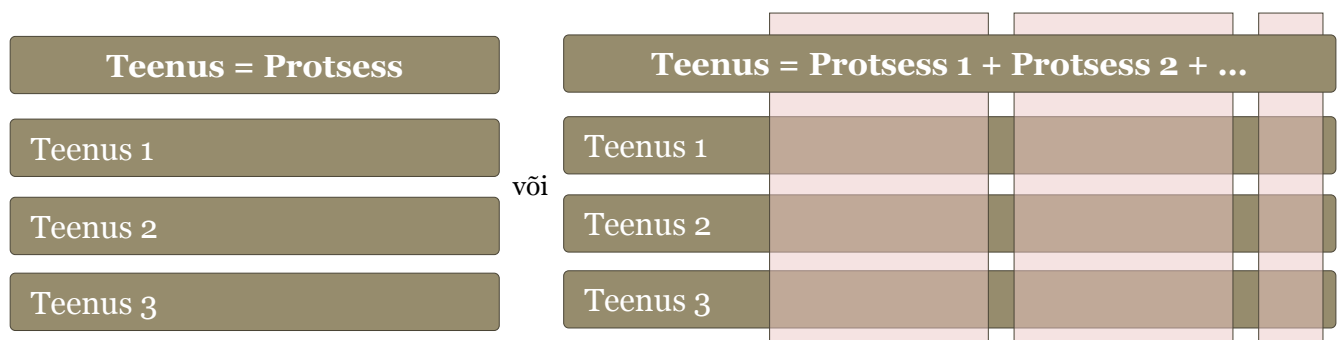 Teenus = Protsess
Teenus 1
Teenus 2
Teenus 3
või
Teenus = Protsess 1 + Protsess 2 + ...
Teenus 1
Teenus 2
Teenus 3